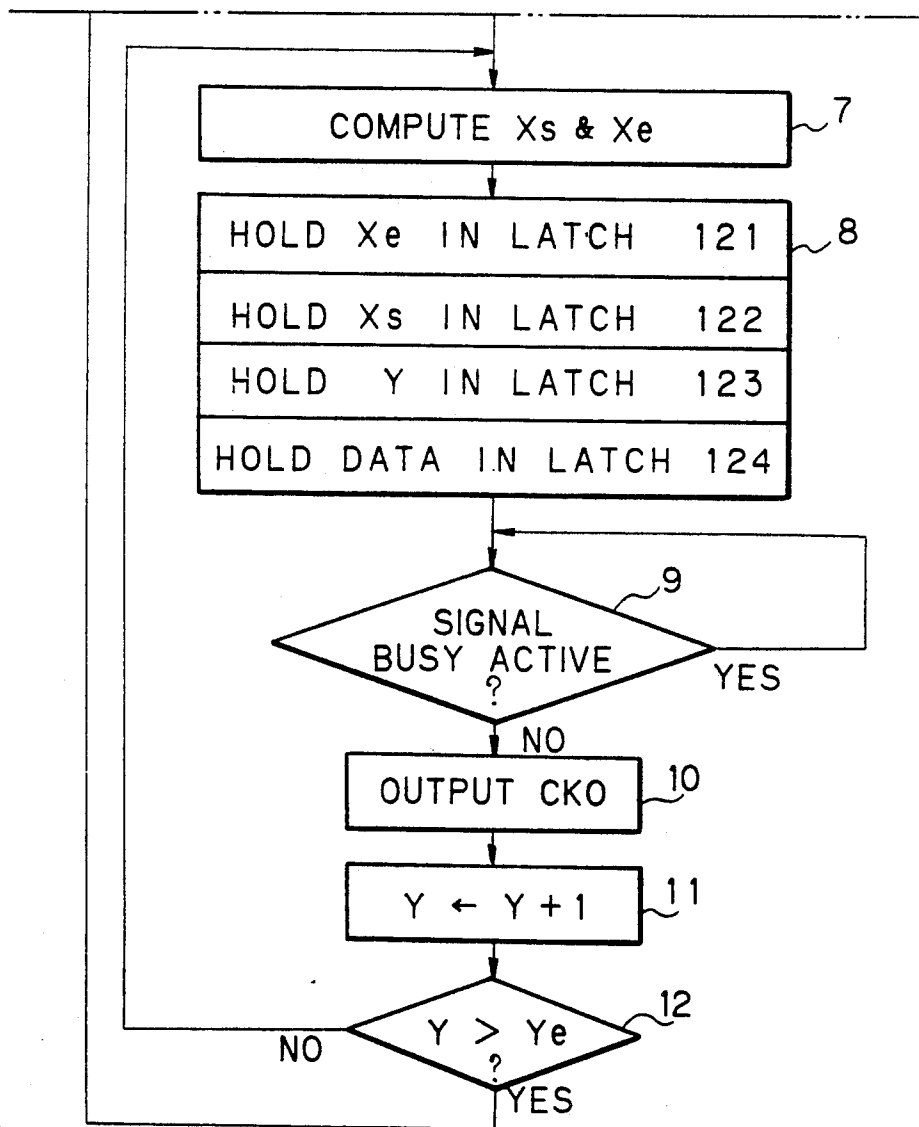 COMPUTE Xs & Xe
7
HOLD Xe IN LATCH 121
8
HOLD Xs IN LATCH 122
HOLD Y IN LATCH 123
HOLD DATA IN LATCH 124
9
SIGNAL
BUSY ACTIVE
?
YES
NO
OUTPUT CKO
10
Y ← Y + 1
11
12
Y > Ye
?
NO
YES